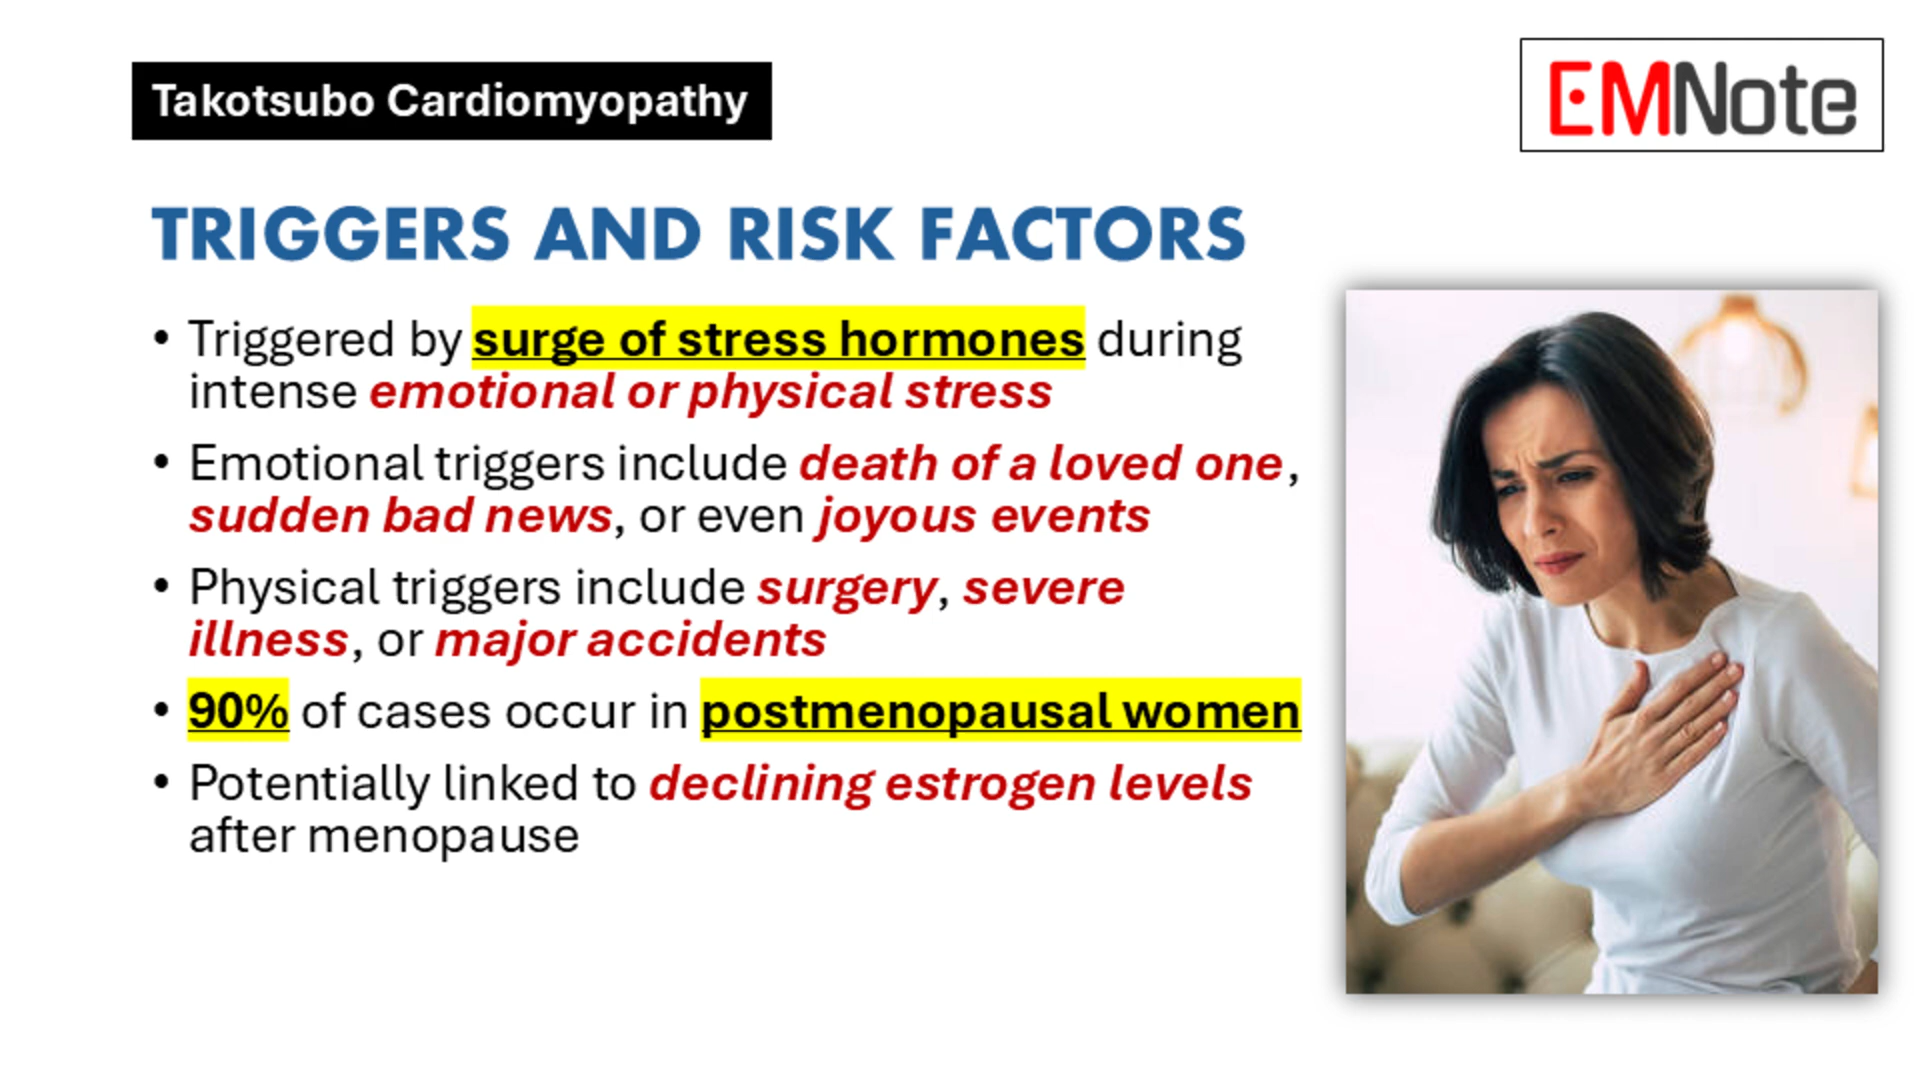 Takotsubo Cardiomyopathy
EMNote
TRIGGERS AND RISK FACTORS
• Triggered by surge of stress hormones during
intense emotional or physical stress
• Emotional triggers include death of a loved one,
sudden bad news, or even joyous events
• Physical triggers include surgery, severe
illness, or major accidents
• 90% of cases occur in postmenopausal women
• Potentially linked to declining estrogen levels
after menopause